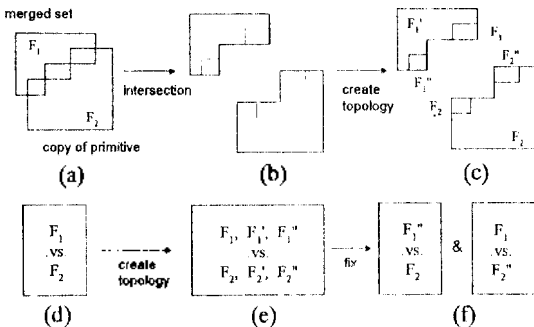 merged set
F1
F2
copy of primitive
(a)
intersection
(b)
create
topology
F1'
F1
F1''
F2''
F2
F2
(c)
F1
.vs.
F2
(d)
create
topology
F1, F1', F1''
.vs.
F2, F2', F2''
(e)
fix
F1''
.vs.
F2
&
F1
.vs.
F2''
(f)